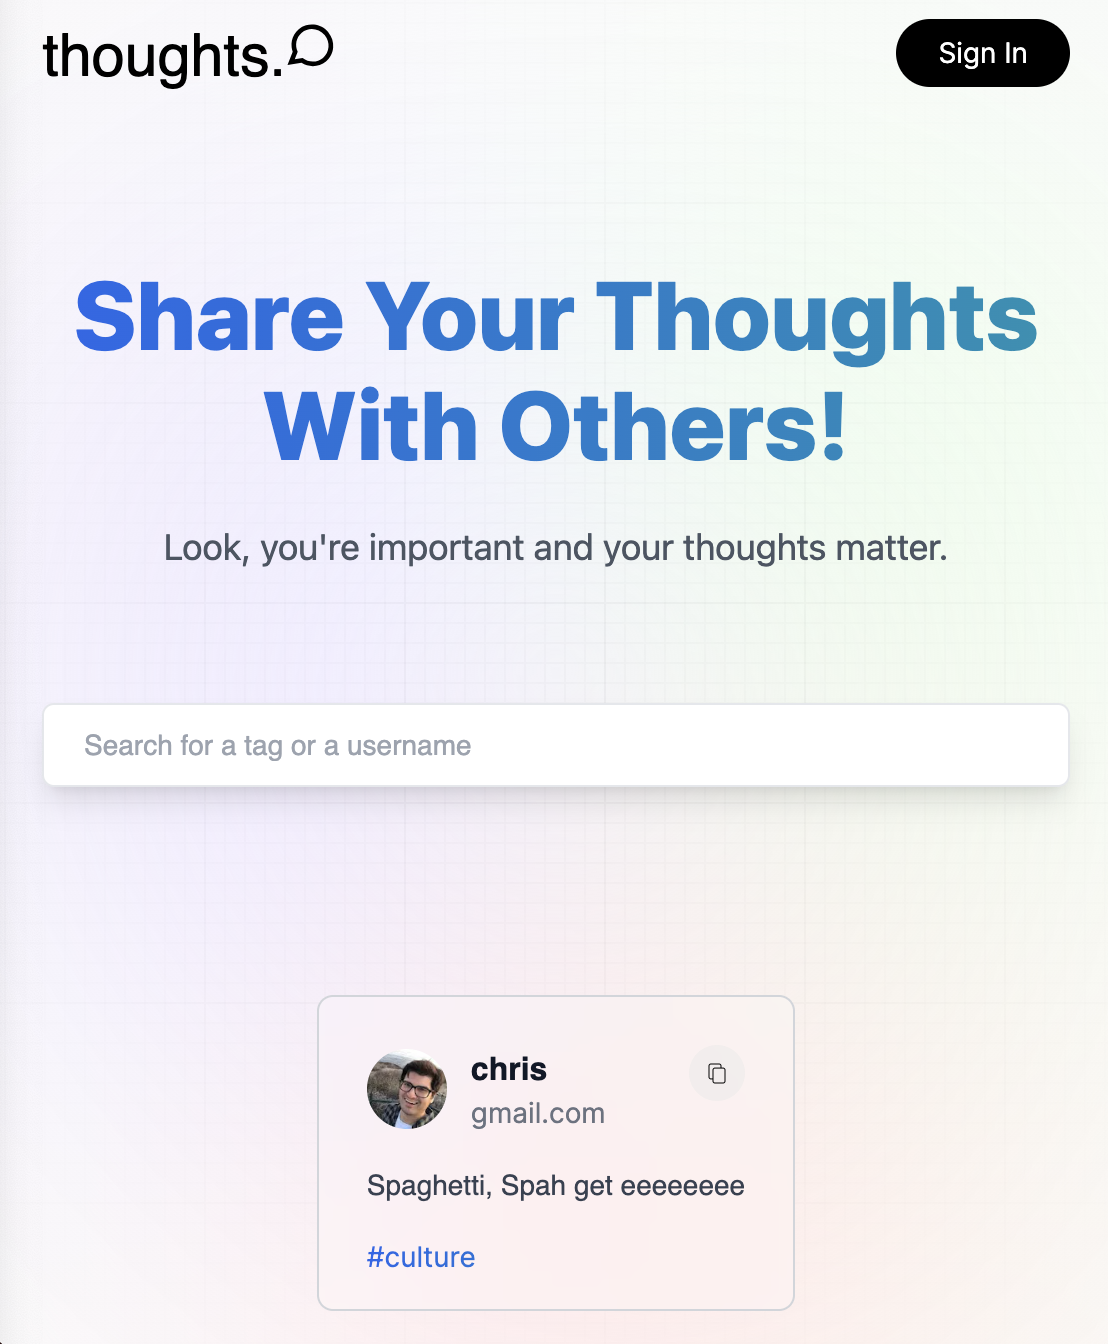 thoughts.
Sign In
Share Your Thoughts
With Others!
Look, you're important and your thoughts matter.
Search for a tag or a username
chris
gmail.com
Spaghetti, Spah get eeeeeeee
#culture